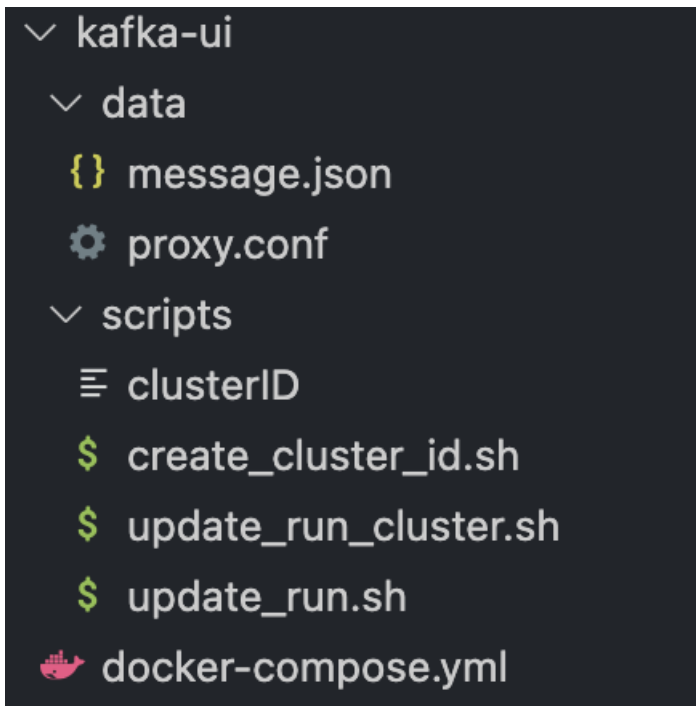 kafka-ui
data
message.json
proxy.conf
scripts
clusterID
create_cluster_id.sh
update_run_cluster.sh
update_run.sh
docker-compose.yml